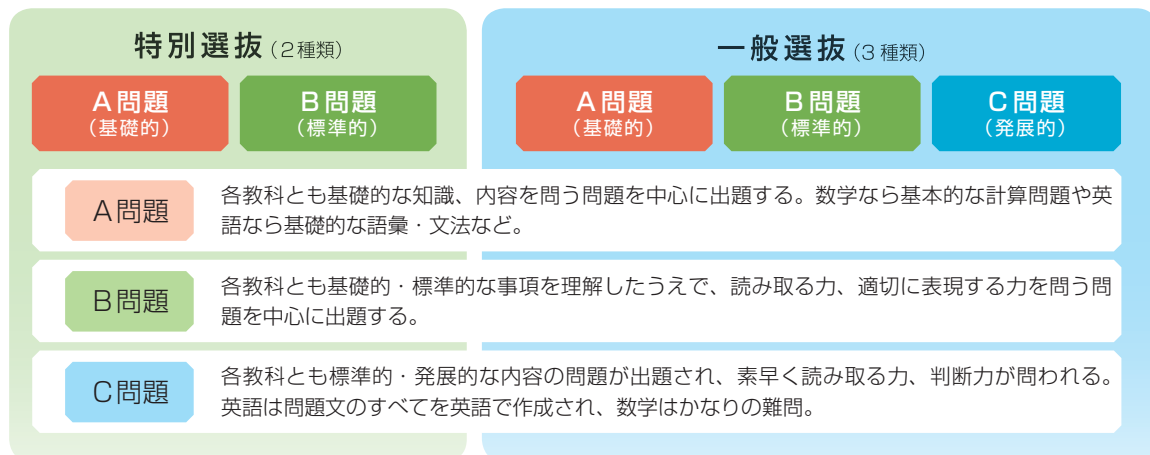 特別選抜(2種類)
一般選抜(3種類)
A問題
(基礎的)
B問題
(標準的)
A問題
(基礎的)
B問題
(標準的)
C問題
(発展的)
A問題
各教科とも基礎的な知識、内容を問う問題を中心に出題する。数学なら基本的な計算問題や英
語なら基礎的な語彙・文法など。
B問題
各教科とも基礎的・標準的な事項を理解したうえで、読み取る力、適切に表現する力を問う問
題を中心に出題する。
C問題
各教科とも標準的・発展的な内容の問題が出題され、素早く読み取る力、判断力が問われる。
英語は問題文のすべてを英語で作成され、数学はかなりの難問。